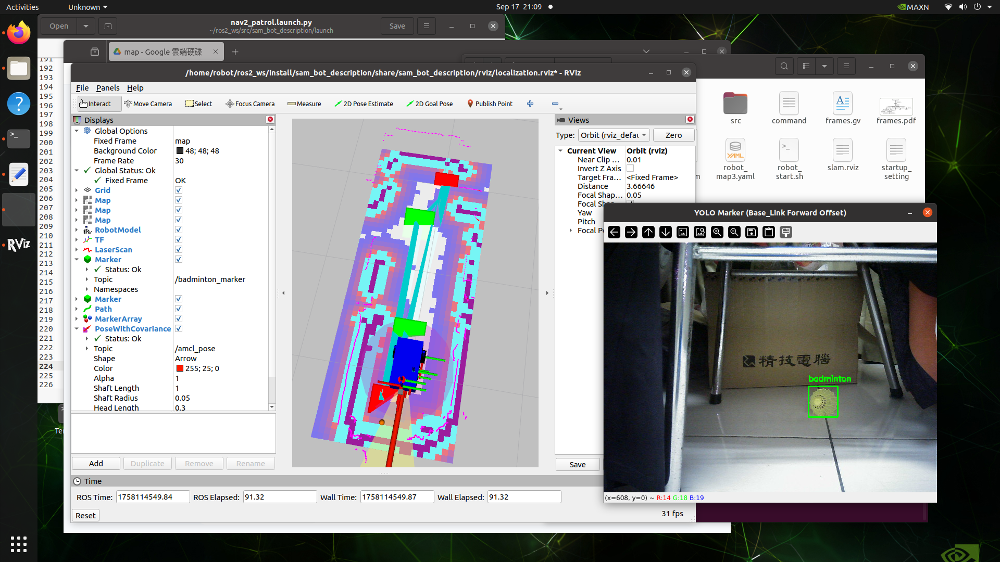 Activities
Unknown
Sep 17 21:09
MAXN
Open
nav2_patrol.launch.py
~/ros2_ws/src/sam_bot_description/launch
Save
map - Google 雲端硬碟
191
192
193
194
195
196
197
198
199
200
201
202
203
204
205
206
207
208
209
210
211
212
213
214
215
216
217
218
219
220
221
222
223
224
225
226
/home/robot/ros2_ws/install/sam_bot_description/share/sam_bot_description/rviz/localization.rviz* - RViz
File Panels Help
Interact
Move Camera
Select
Focus Camera
Measure
2D Pose Estimate
2D Goal Pose
Publish Point
Displays
Global Options
Fixed Frame map
Background Color 48; 48; 48
Frame Rate 30
Global Status: Ok
Fixed Frame OK
Grid
Map
Map
Map
RobotModel
TF
LaserScan
Marker
Status: Ok
Topic /badminton_marker
Namespaces
Marker
Path
MarkerArray
PoseWithCovariance
Status: Ok
Topic /amcl_pose
Shape Arrow
Color 255; 25; 0
Alpha 1
Shaft Length 1
Shaft Radius 0.05
Head Length 0.3
Add
Duplicate
Remove
Rename
Views
Type: Orbit (rviz_defau
Zero
Current View Orbit (rviz)
Near Clip ... 0.01
Invert Z Axis
Target Fra... <Fixed Frame>
Distance 3.66646
Focal Shap... 0.05
Focal Sha
Yaw
Pitch
Focal P
Save
Time
ROS Time: 1758114549.84
ROS Elapsed: 91.32
Wall Time: 1758114549.87
Wall Elapsed: 91.32
Reset
31 fps
src
command
frames.gv
frames.pdf
YAML
robot_
map3.yaml
robot_
start.sh
slam.rviz
startup_
setting
YOLO Marker (Base_Link Forward Offset)
精技電腦
badminton
(x=608, y=0) ~ R:14 G:18 B:19
RViz
Te